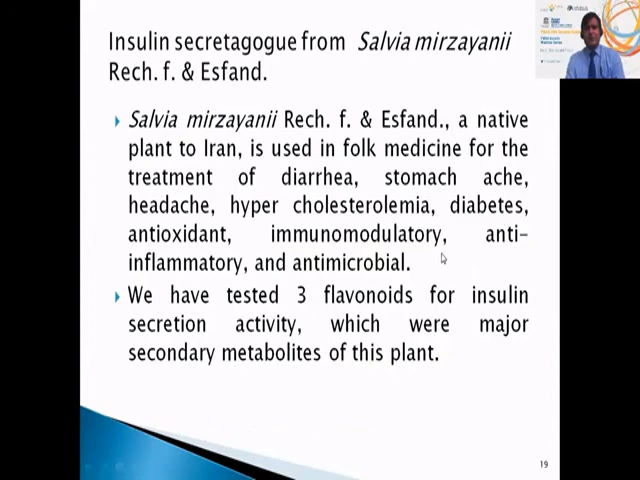 Insulin secretagogue from Salvia mirzayanii
Rech. f. & Esfand.
Salvia mirzayanii Rech. f. & Esfand., a native
plant to Iran, is used in folk medicine for the
treatment of diarrhea, stomach ache,
headache, hyper cholesterolemia, diabetes,
antioxidant, immunomodulatory, anti-
inflammatory, and antimicrobial.
We have tested 3 flavonoids for insulin
secretion activity, which were major
secondary metabolites of this plant.
19